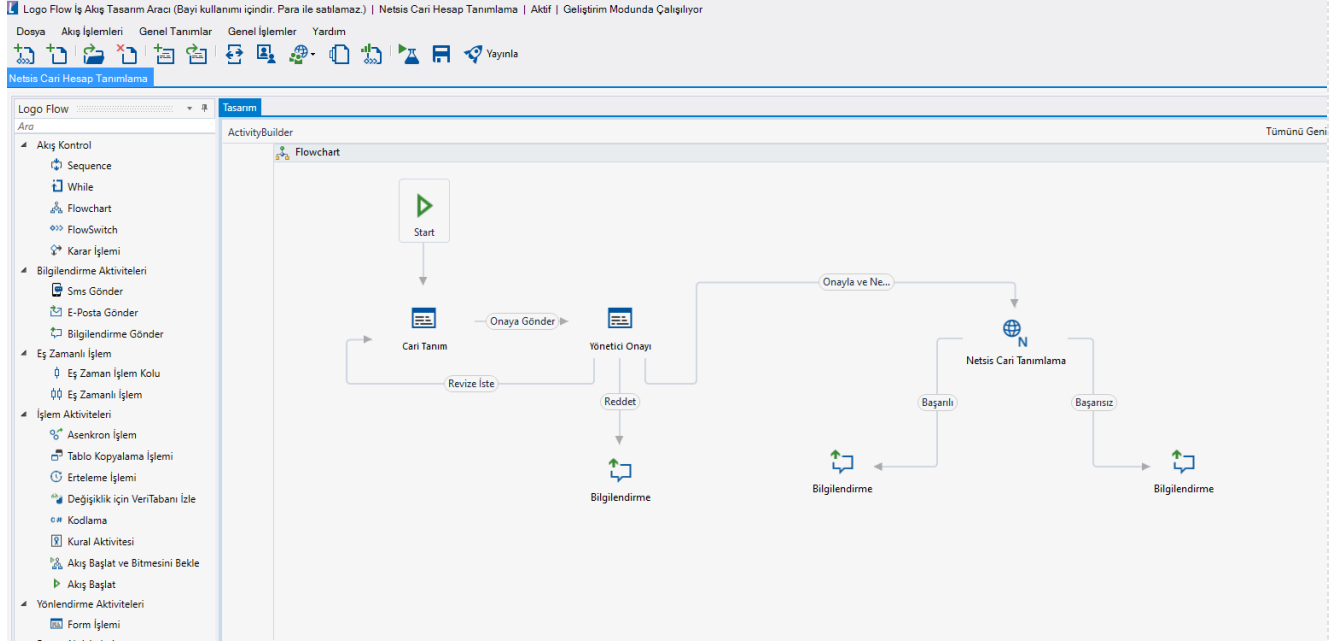 Logo Flow İş Akış Tasarım Aracı (Bayi kullanımı içindir. Para ile satılamaz.) | Netsis Cari Hesap Tanımlama | Aktif | Geliştirim Modunda Çalışılıyor
Dosya Akış İşlemleri Genel Tanımlar Genel İşlemler Yardım
Yayınla
Netsis Cari Hesap Tanımlama
Logo Flow
Ara
Akış Kontrol
Sequence
While
Flowchart
FlowSwitch
Karar İşlemi
Bilgilendirme Aktiviteleri
Sms Gönder
E-Posta Gönder
Bilgilendirme Gönder
Eş Zamanlı İşlem
Eş Zaman İşlem Kolu
Eş Zamanlı İşlem
İşlem Aktiviteleri
Asenkron İşlem
Tablo Kopyalama İşlemi
Erteleme İşlemi
Değişiklik için VeriTabanı İzle
C# Kodlama
Kural Aktivitesi
Akış Başlat ve Bitmesini Bekle
Akış Başlat
Yönlendirme Aktiviteleri
Form İşlemi
Tasarım
ActivityBuilder
Tümünü Geni
Flowchart
Start
Onayla ve Ne...
Onaya Gönder
Cari Tanım
Yönetici Onayı
N
Netsis Cari Tanımlama
Revize İste
Reddet
Başarılı
Başarısız
Bilgilendirme
Bilgilendirme
Bilgilendirme